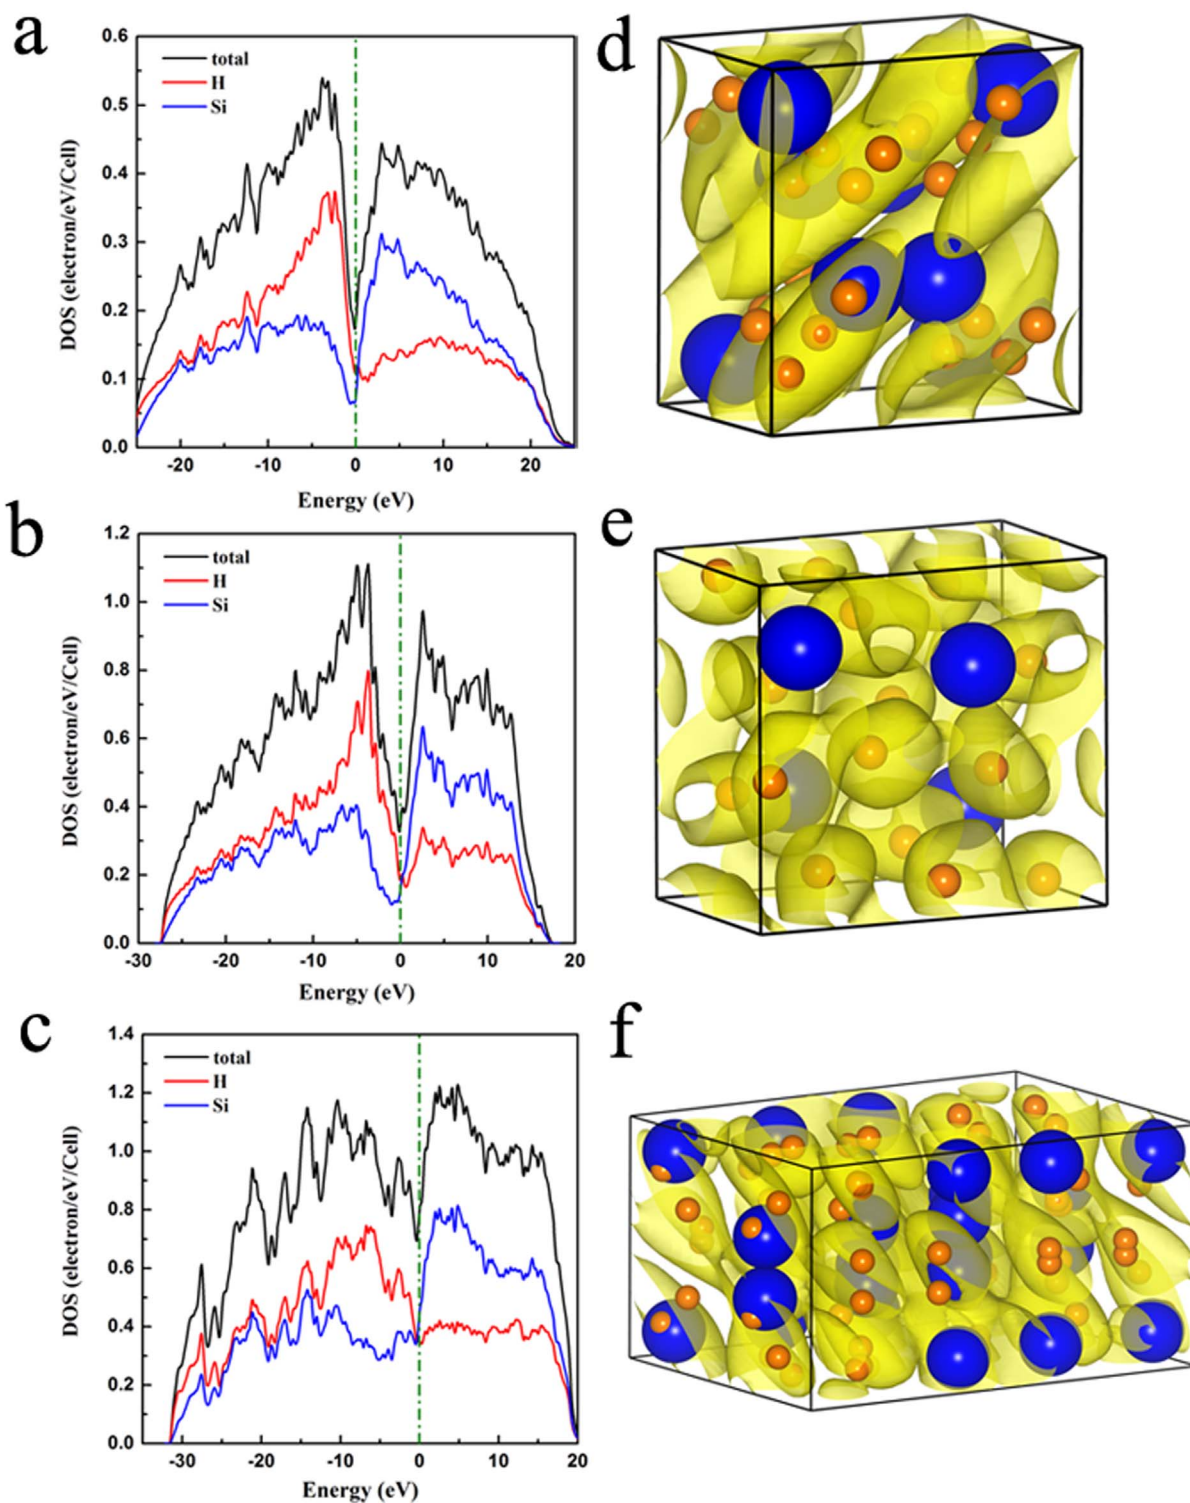 a
0.6
0.5
0.4
0.3
0.2
0.1
0.0
DOS (electron/eV/Cell)
total
H
Si
-20 -10 0 10 20
Energy (eV)
d
b
1.2
1.0
0.8
0.6
0.4
0.2
0.0
DOS (electron/eV/Cell)
total
H
Si
-30 -20 -10 0 10 20
Energy (eV)
e
c
1.4
1.2
1.0
0.8
0.6
0.4
0.2
0.0
DOS (electron/eV/Cell)
total
H
Si
-30 -20 -10 0 10 20
Energy (eV)
f